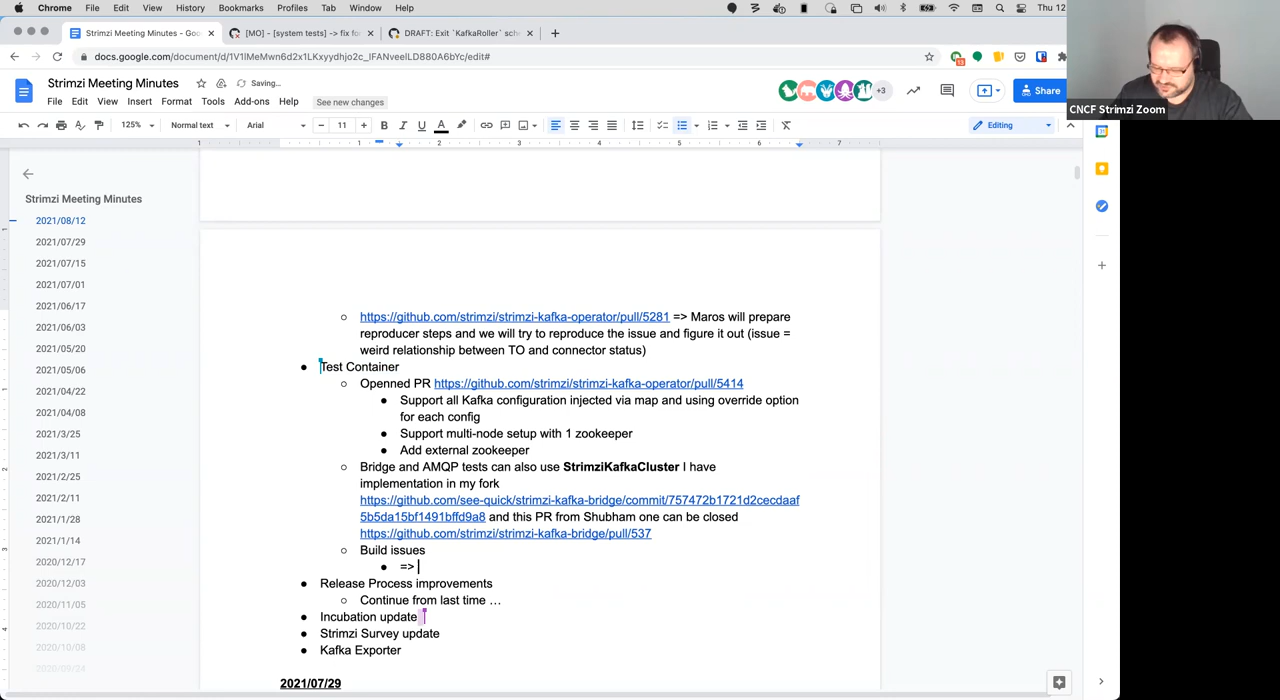 Chrome File Edit View History Bookmarks Profiles Tab Window Help Thu 12
Strimzi Meeting Minutes - Goo [MO] - [system tests] -> fix fo DRAFT: Exit `KafkaRoller` sch
docs.google.com/document/d/1V1lMeMwn6d2x1LKxyydhjo2c_lFANveelLD880A6bYc/edit#
Strimzi Meeting Minutes Saving…
File Edit View Insert Format Tools Add-ons Help See new changes
+3 Share
125% Normal text Arial 11 Editing
CNCF Strimzi Zoom
Strimzi Meeting Minutes
2021/08/12
2021/07/29
2021/07/15
2021/07/01
2021/06/17
2021/06/03
2021/05/20
2021/05/06
2021/04/22
2021/04/08
2021/3/25
2021/3/11
2021/2/25
2021/2/11
2021/1/28
2021/1/14
2020/12/17
2020/12/03
2020/11/05
2020/10/22
2020/10/08
2020/09/24
https://github.com/strimzi/strimzi-kafka-operator/pull/5281 => Maros will prepare
reproducer steps and we will try to reproduce the issue and figure it out (issue =
weird relationship between TO and connector status)
Test Container
Openned PR https://github.com/strimzi/strimzi-kafka-operator/pull/5414
Support all Kafka configuration injected via map and using override option
for each config
Support multi-node setup with 1 zookeeper
Add external zookeeper
Bridge and AMQP tests can also use StrimziKafkaCluster I have
implementation in my fork
https://github.com/see-quick/strimzi-kafka-bridge/commit/757472b1721d2cecdaaf
5b5da15bf1491bffd9a8 and this PR from Shubham one can be closed
https://github.com/strimzi/strimzi-kafka-bridge/pull/537
Build issues
=>
Release Process improvements
Continue from last time …
Incubation update
Strimzi Survey update
Kafka Exporter
2021/07/29